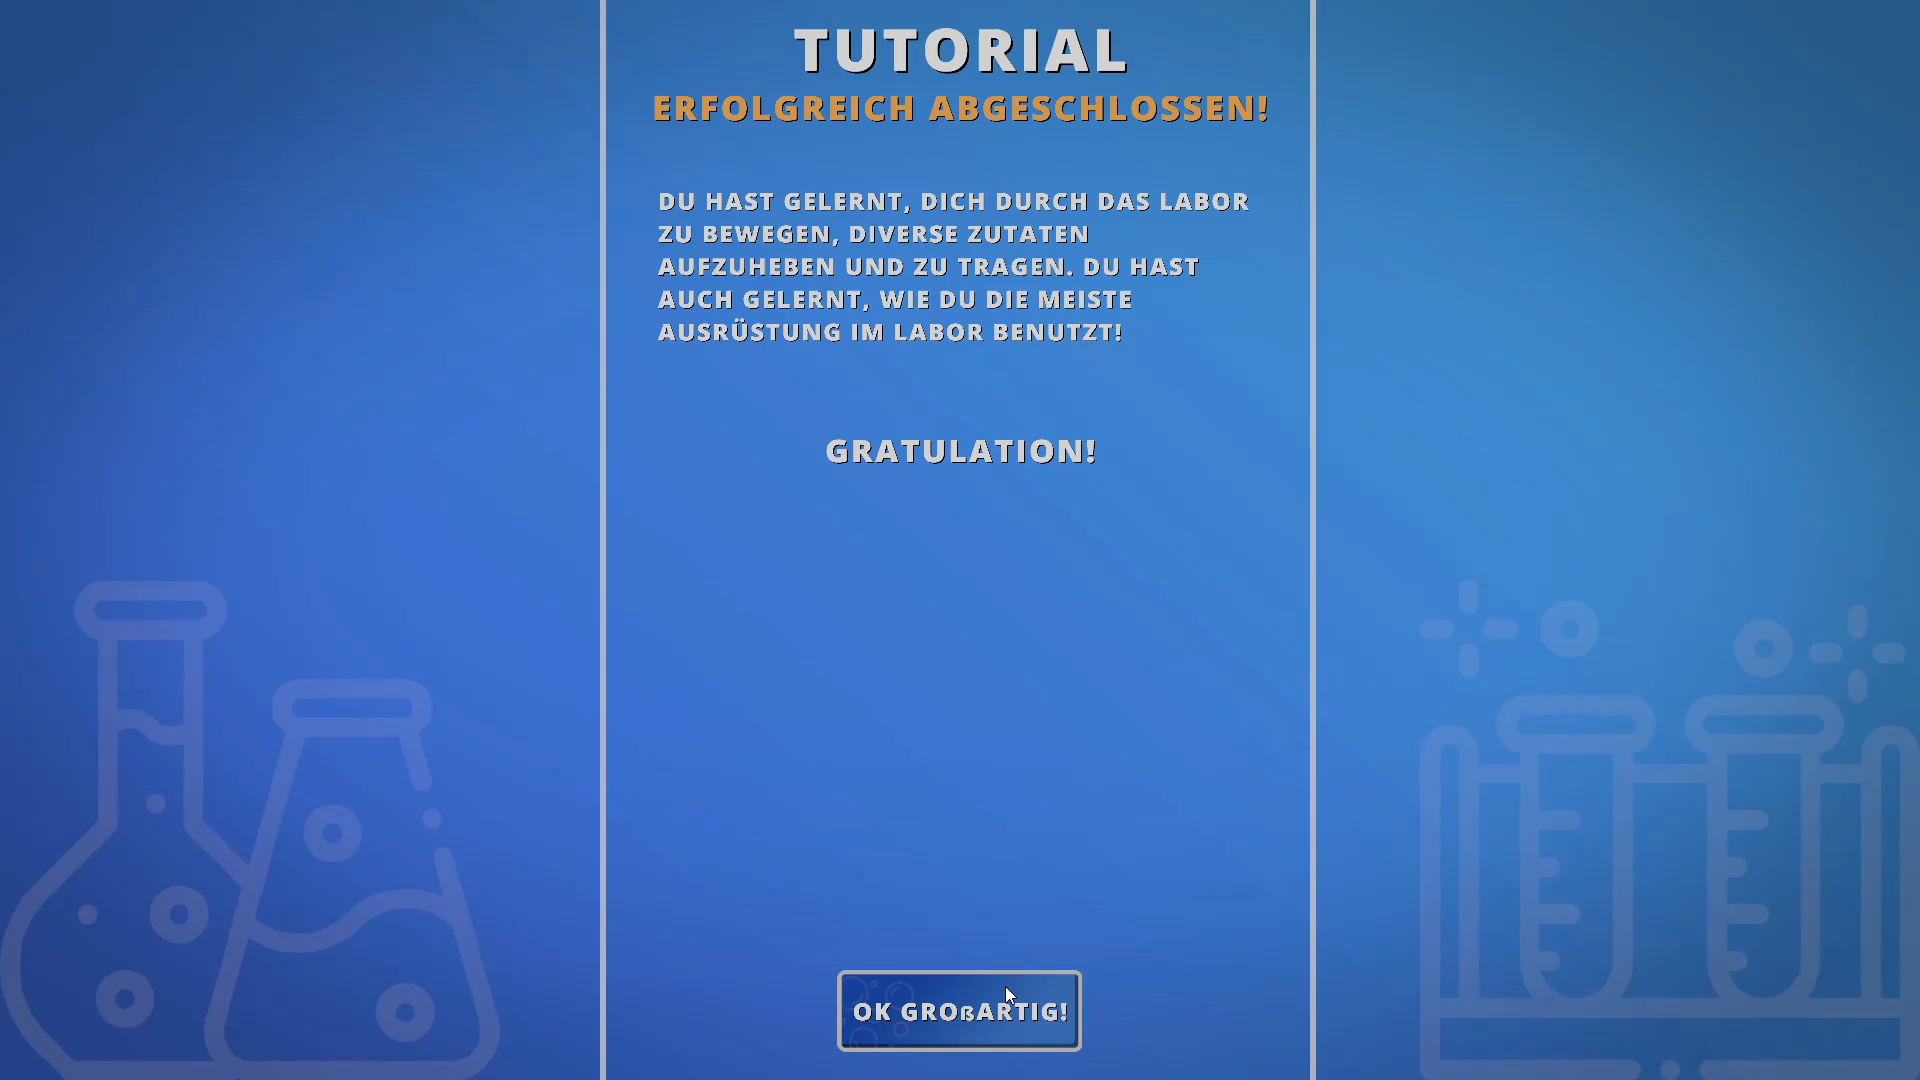 TUTORIAL
ERFOLGREICH ABGESCHLOSSEN!
DU HAST GELERNT, DICH DURCH DAS LABOR
ZU BEWEGEN, DIVERSE ZUTATEN
AUFZUHEBEN UND ZU TRAGEN. DU HAST
AUCH GELERNT, WIE DU DIE MEISTE
AUSRÜSTUNG IM LABOR BENUTZT!
GRATULATION!
OK GROßARTIG!